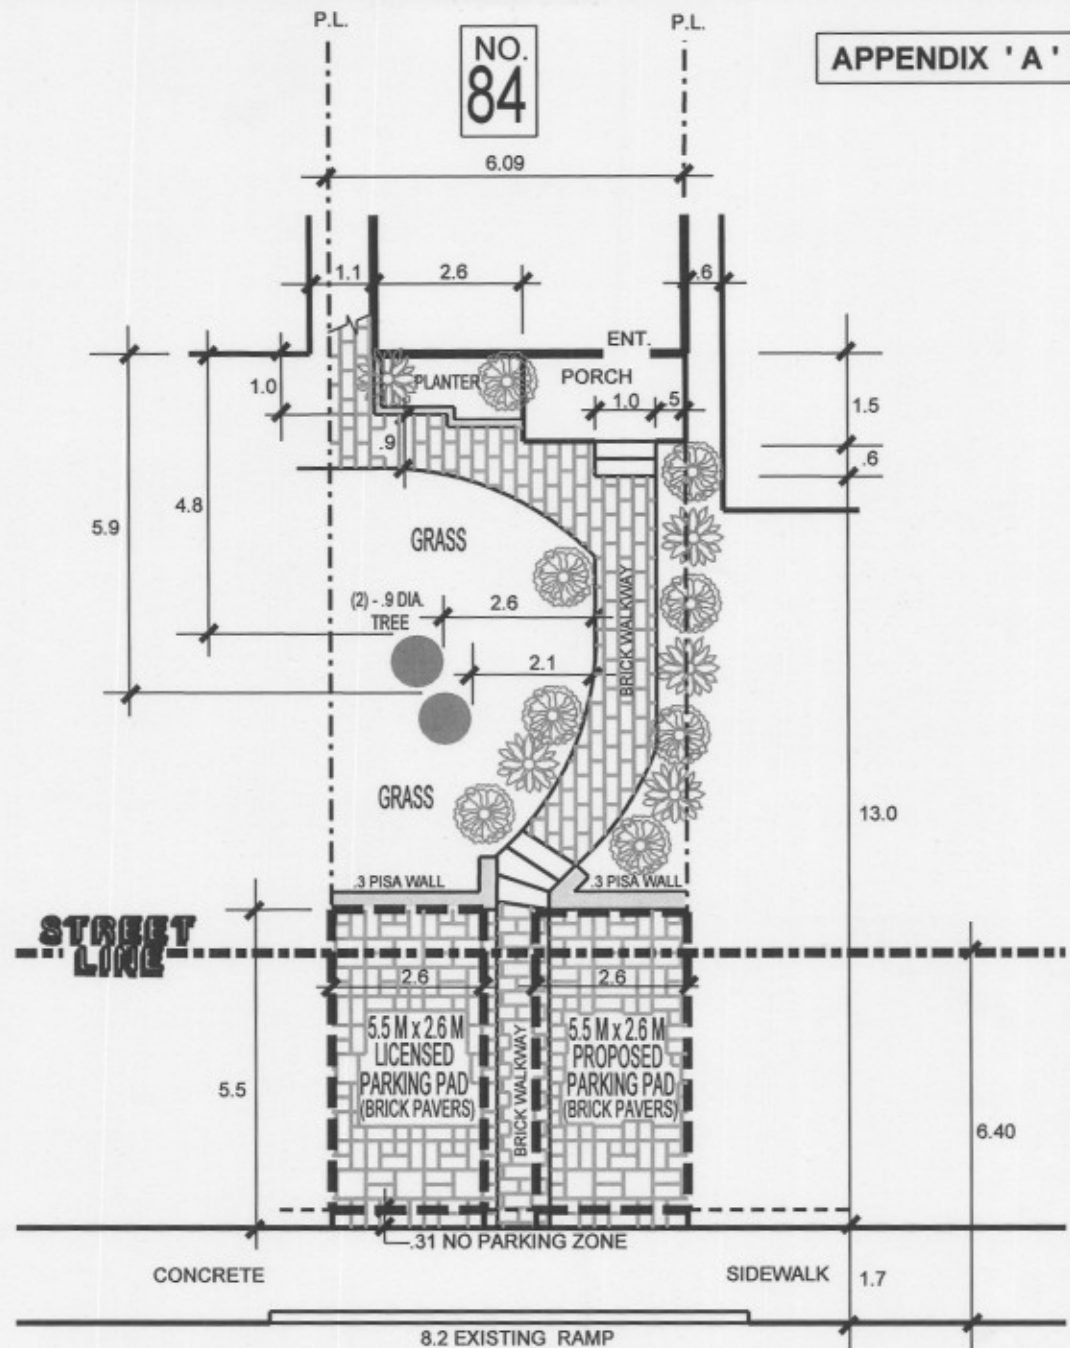 P.L.
P.L.
NO.
84
APPENDIX ' A '
6.09
1.1
2.6
.6
ENT.
1.0
PLANTER
PORCH
1.0
.5
1.5
.9
.6
4.8
5.9
GRASS
(2) - .9 DIA.
TREE
2.6
BRICK WALKWAY
2.1
GRASS
13.0
.3 PISA WALL
.3 PISA WALL
STREET
LINE
2.6
2.6
5.5 M x 2.6 M
LICENSED
PARKING PAD
(BRICK PAVERS)
BRICK WALKWAY
5.5 M x 2.6 M
PROPOSED
PARKING PAD
(BRICK PAVERS)
5.5
6.40
.31 NO PARKING ZONE
CONCRETE
SIDEWALK
1.7
8.2 EXISTING RAMP